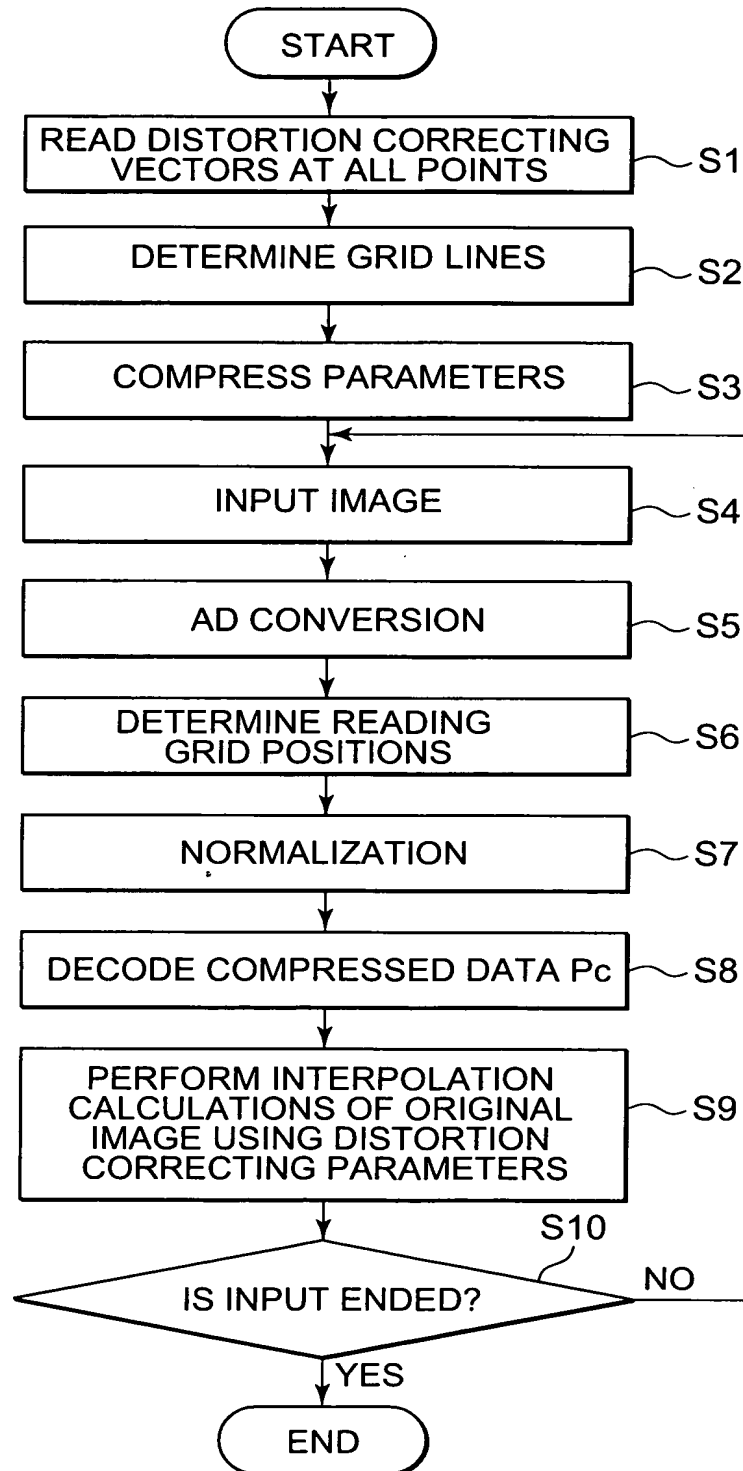 START
READ DISTORTION CORRECTING
VECTORS AT ALL POINTS
S1
DETERMINE GRID LINES
S2
COMPRESS PARAMETERS
S3
INPUT IMAGE
S4
AD CONVERSION
S5
DETERMINE READING
GRID POSITIONS
S6
NORMALIZATION
S7
DECODE COMPRESSED DATA Pc
S8
PERFORM INTERPOLATION
CALCULATIONS OF ORIGINAL
IMAGE USING DISTORTION
CORRECTING PARAMETERS
S9
S10
IS INPUT ENDED?
NO
YES
END